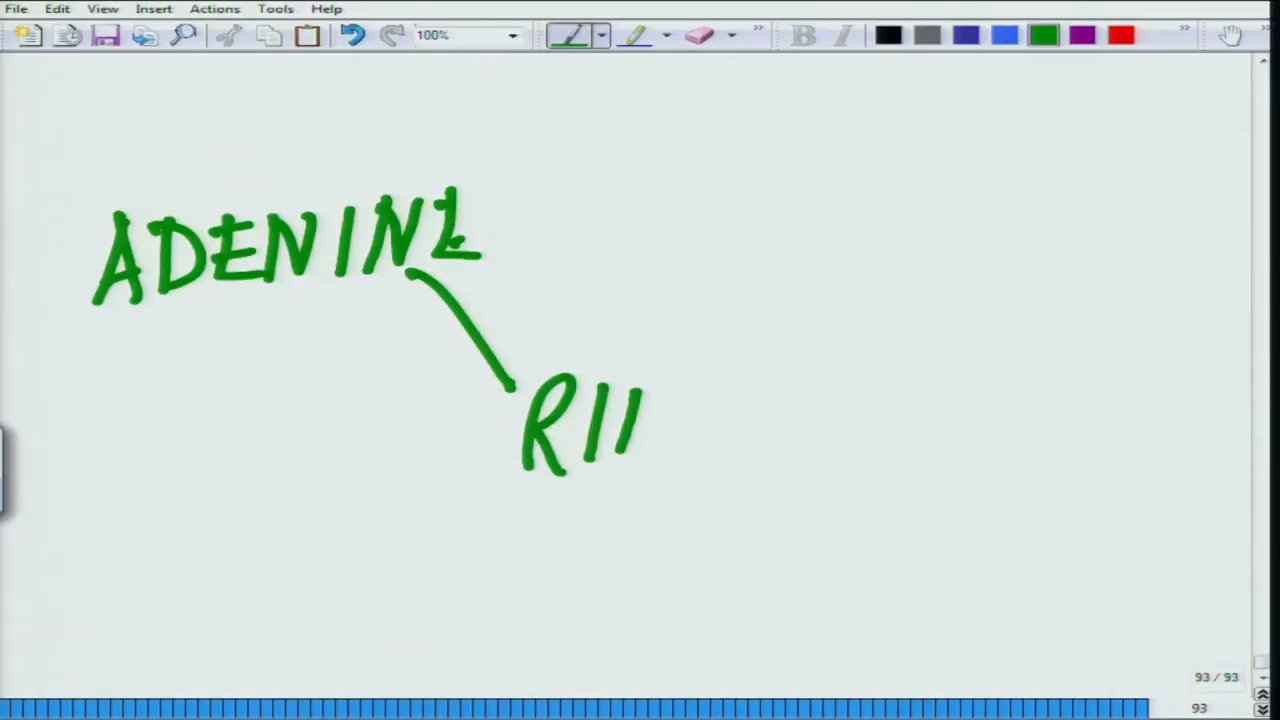 File Edit View Insert Actions Tools Help
100% B I
ADENINE
RII
93 / 93
93